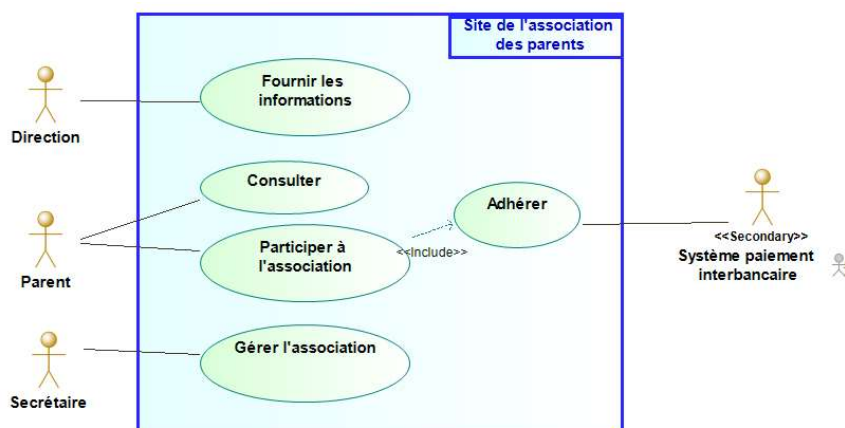 Site de l'association
des parents
Fournir les
informations
Direction
Consulter
Adhérer
Participer à
l'association
<<Include>>
Parent
<<Secondary>>
Système paiement
interbancaire
Gérer l'association
Secrétaire